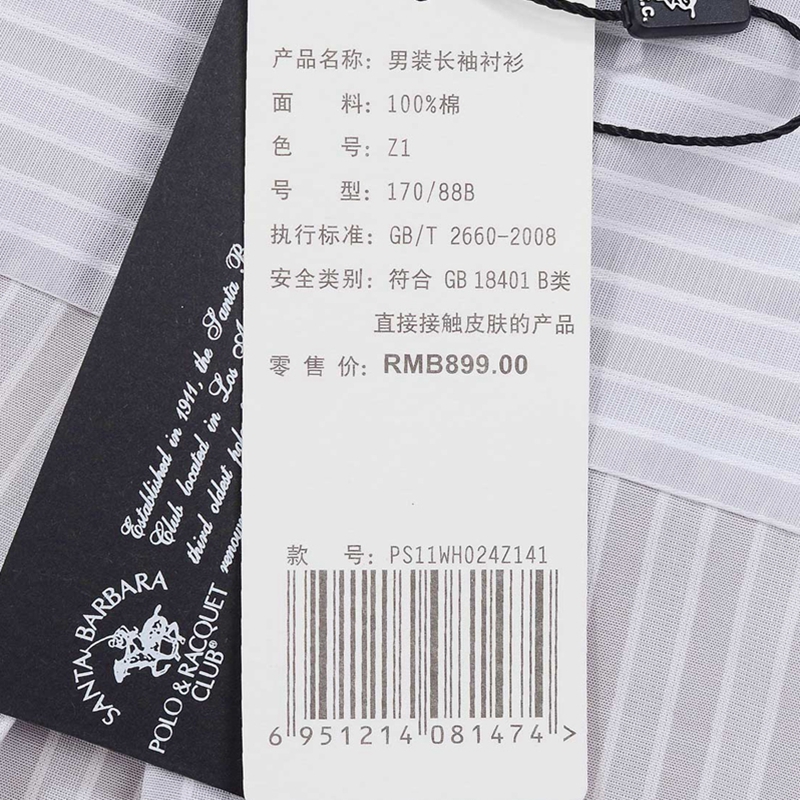 产品名称: 男装长袖衬衫
面 料: 100%棉
色 号: Z1
号 型: 170/88B
执行标准: GB/T 2660-2008
安全类别: 符合 GB 18401 B类
直接接触皮肤的产品
零 售 价: RMB899.00
款 号: PS11WH024Z141
6 951214 081474 >
Established in 1911, the Santa B
Club located in Los A
third oldest polo
renown
SANTA BARBARA
POLO & RACQUET
CLUB®
.C.